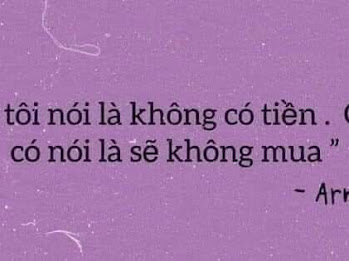 tôi nói là không có tiền .
có nói là sẽ không mua ”
- Arr